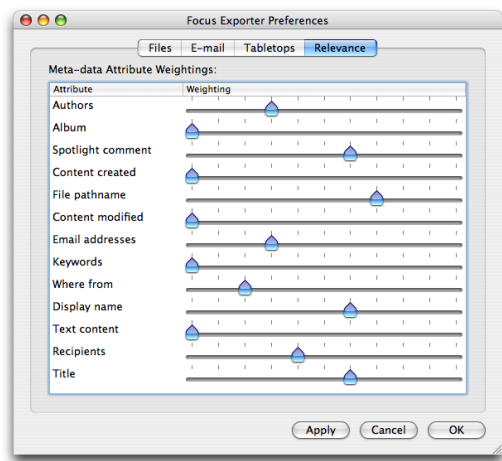 Focus Exporter Preferences
Files E-mail Tabletops Relevance
Meta-data Attribute Weightings:
Attribute Weighting
Authors
Album
Spotlight comment
Content created
File pathname
Content modified
Email addresses
Keywords
Where from
Display name
Text content
Recipients
Title
Apply Cancel OK